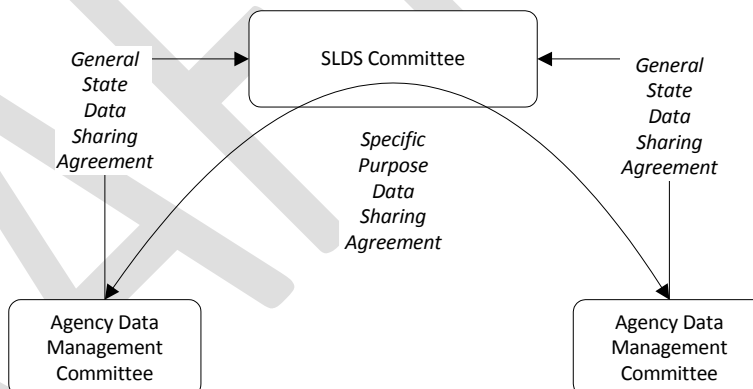 SLDS Committee
General
State
Data
Sharing
Agreement
General
State
Data
Sharing
Agreement
Specific
Purpose
Data
Sharing
Agreement
Agency Data
Management
Committee
Agency Data
Management
Committee